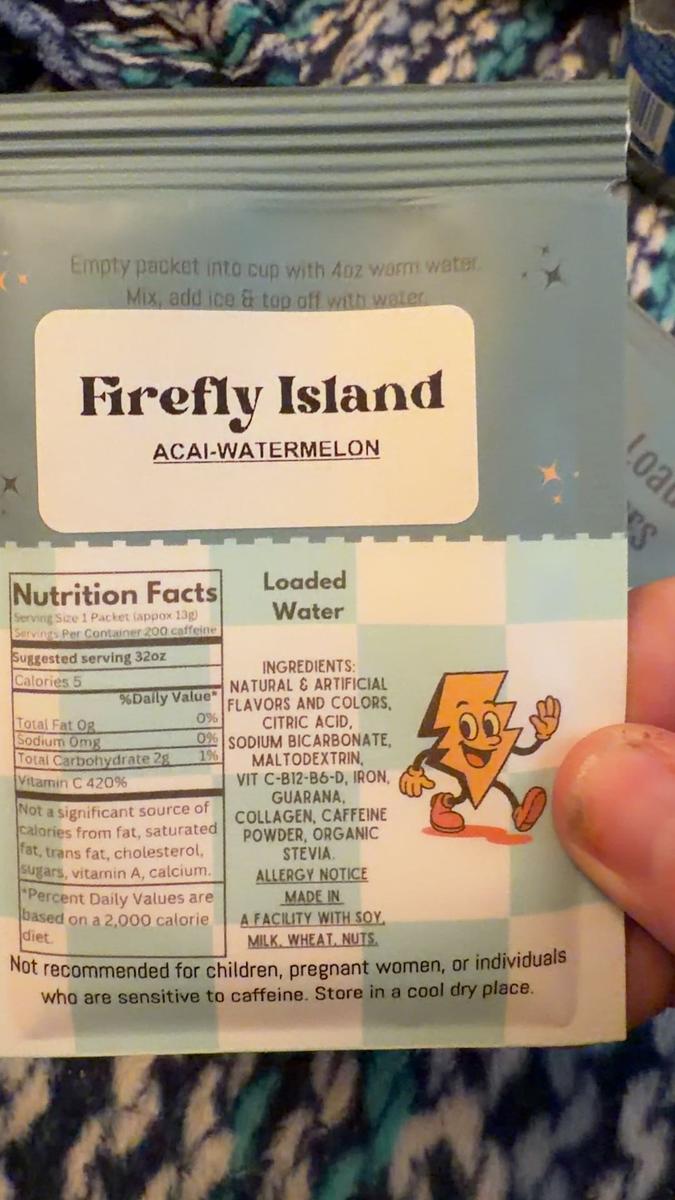 Empty packet into cup with 4oz warm water.
Mix, add ice & top off with water.
Firefly Island
ACAI-WATERMELON
Nutrition Facts
Serving Size 1 Packet (appox 13g)
Servings Per Container 200 caffeine
Suggested serving 32oz
Calories 5
%Daily Value*
Total Fat 0g 0%
Sodium 0mg 0%
Total Carbohydrate 2g 1%
Vitamin C 420%
Not a significant source of
calories from fat, saturated
fat, trans fat, cholesterol,
sugars, vitamin A, calcium.
*Percent Daily Values are
based on a 2,000 calorie
diet.
Loaded
Water
INGREDIENTS:
NATURAL & ARTIFICIAL
FLAVORS AND COLORS,
CITRIC ACID,
SODIUM BICARBONATE,
MALTODEXTRIN,
VIT C-B12-B6-D, IRON,
GUARANA,
COLLAGEN, CAFFEINE
POWDER, ORGANIC
STEVIA.
ALLERGY NOTICE
MADE IN
A FACILITY WITH SOY,
MILK, WHEAT, NUTS.
Not recommended for children, pregnant women, or individuals
who are sensitive to caffeine. Store in a cool dry place.